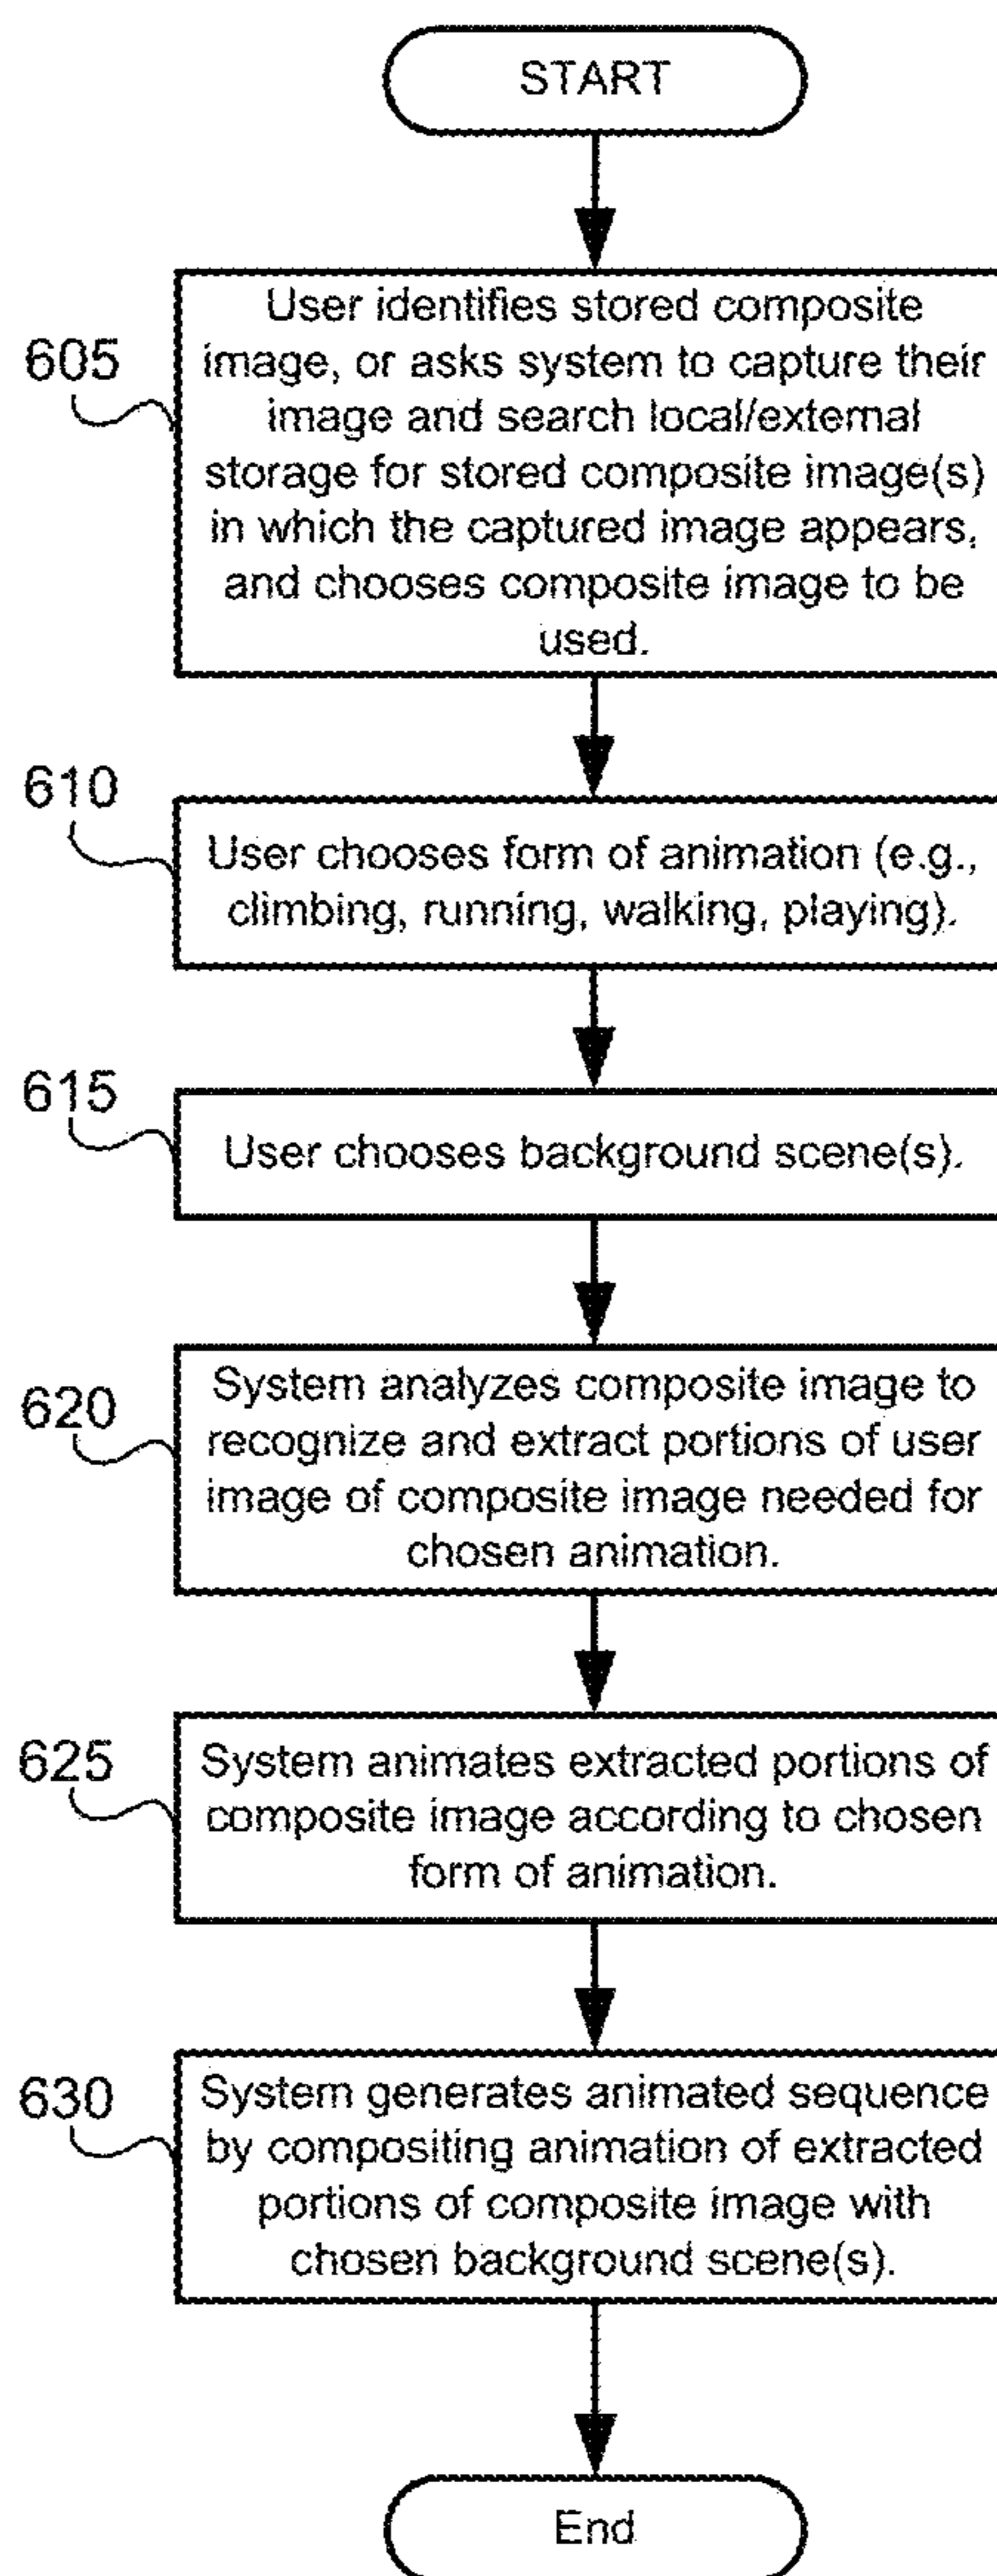 START
605
User identifies stored composite
image, or asks system to capture their
image and search local/external
storage for stored composite image(s)
in which the captured image appears,
and chooses composite image to be
used.
610
User chooses form of animation (e.g.,
climbing, running, walking, playing).
615
User chooses background scene(s).
620
System analyzes composite image to
recognize and extract portions of user
image of composite image needed for
chosen animation.
625
System animates extracted portions of
composite image according to chosen
form of animation.
630
System generates animated sequence
by compositing animation of extracted
portions of composite image with
chosen background scene(s).
End